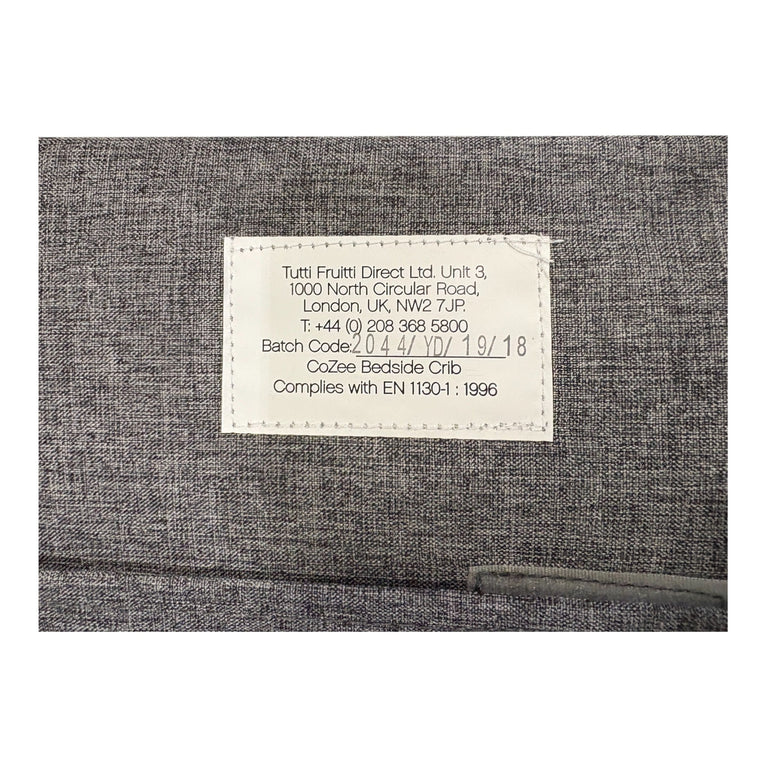 Tutti Fruitti Direct Ltd. Unit 3,
1000 North Circular Road,
London, UK, NW2 7JP.
T: +44 (0) 208 368 5800
Batch Code: 2044/YD/19/18
CoZee Bedside Crib
Complies with EN 1130-1 : 1996